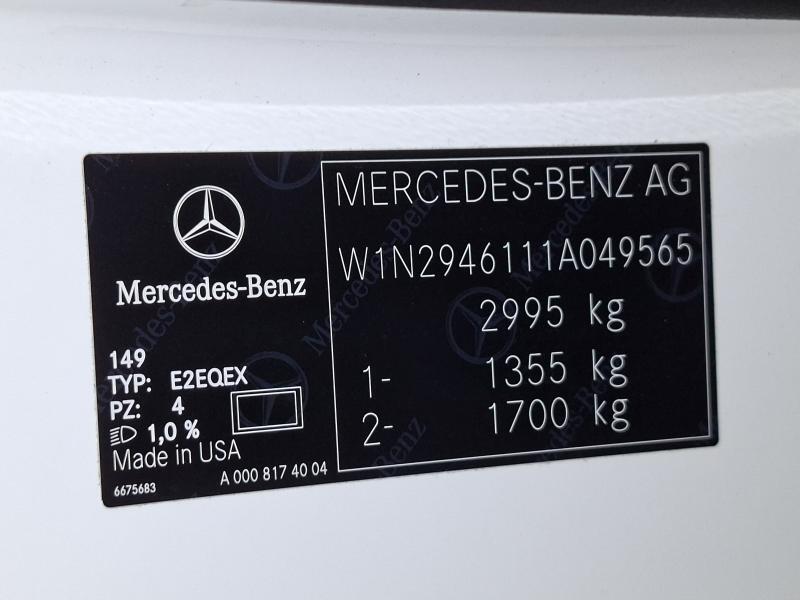 Mercedes-Benz
149
TYP: E2EQEX
PZ: 4
1,0 %
Made in USA
6675683
A 000 817 40 04
MERCEDES-BENZ AG
W1N2946111A049565
2995 kg
1- 1355 kg
2- 1700 kg